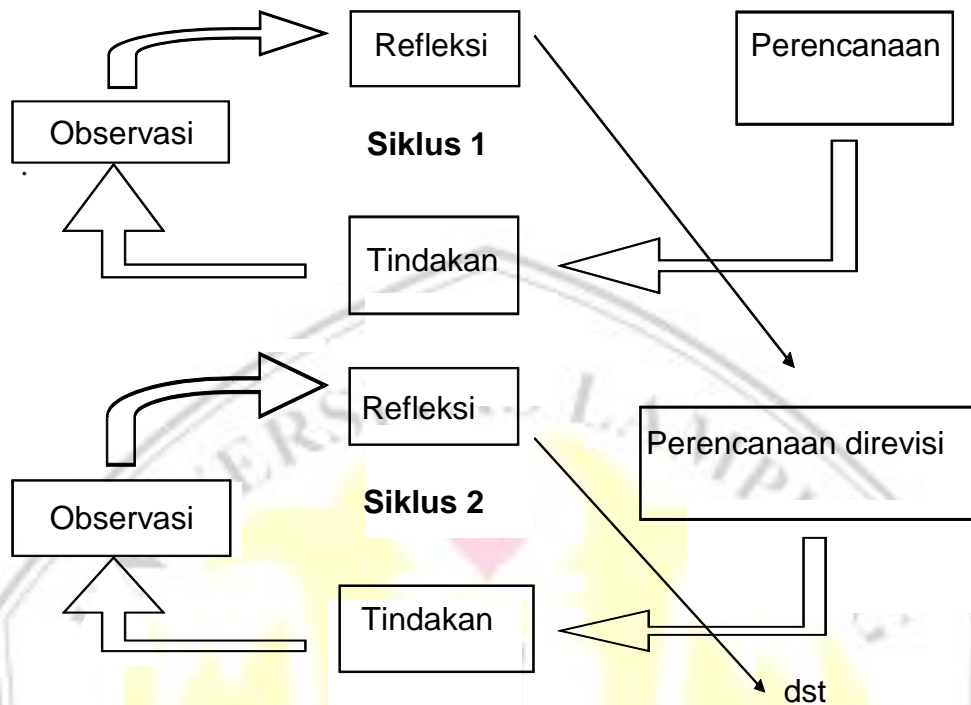 Refleksi
Perencanaan
Observasi
Siklus 1
Tindakan
Refleksi
Perencanaan direvisi
Siklus 2
Observasi
Tindakan
dst